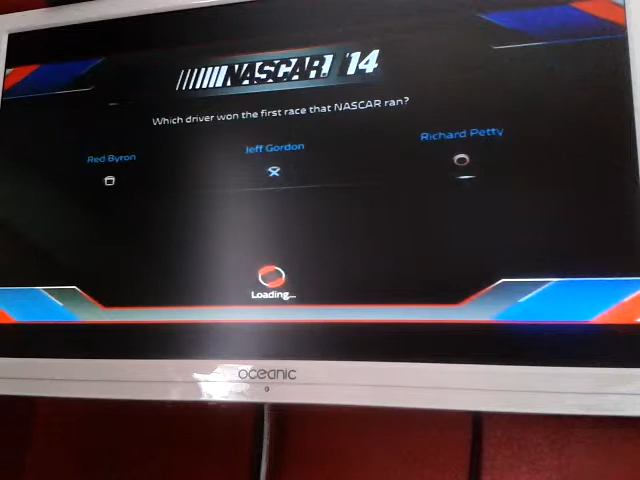 NASCAR '14
Which driver won the first race that NASCAR ran?
Red Byron
Jeff Gordon
Richard Petty
Loading...
oceanic